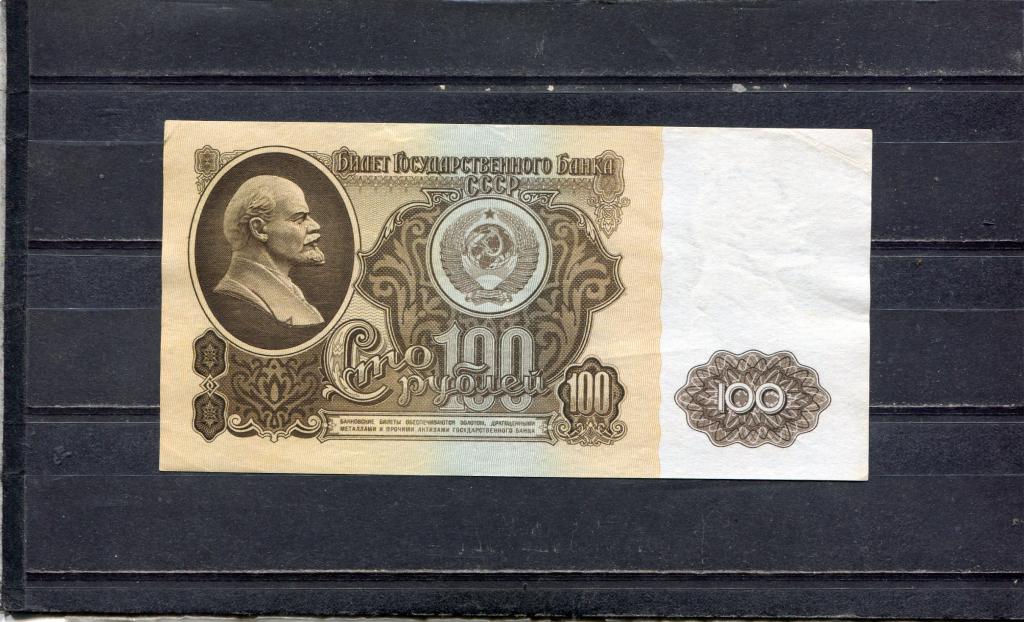 Билет Государственного Банка
СССР
100
Сто
рублей
100
100
БАНКОВСКИЕ БИЛЕТЫ ОБЕСПЕЧИВАЮТСЯ ЗОЛОТОМ, ДРАГОЦЕННЫМИ
МЕТАЛЛАМИ И ПРОЧИМИ АКТИВАМИ ГОСУДАРСТВЕННОГО БАНКА